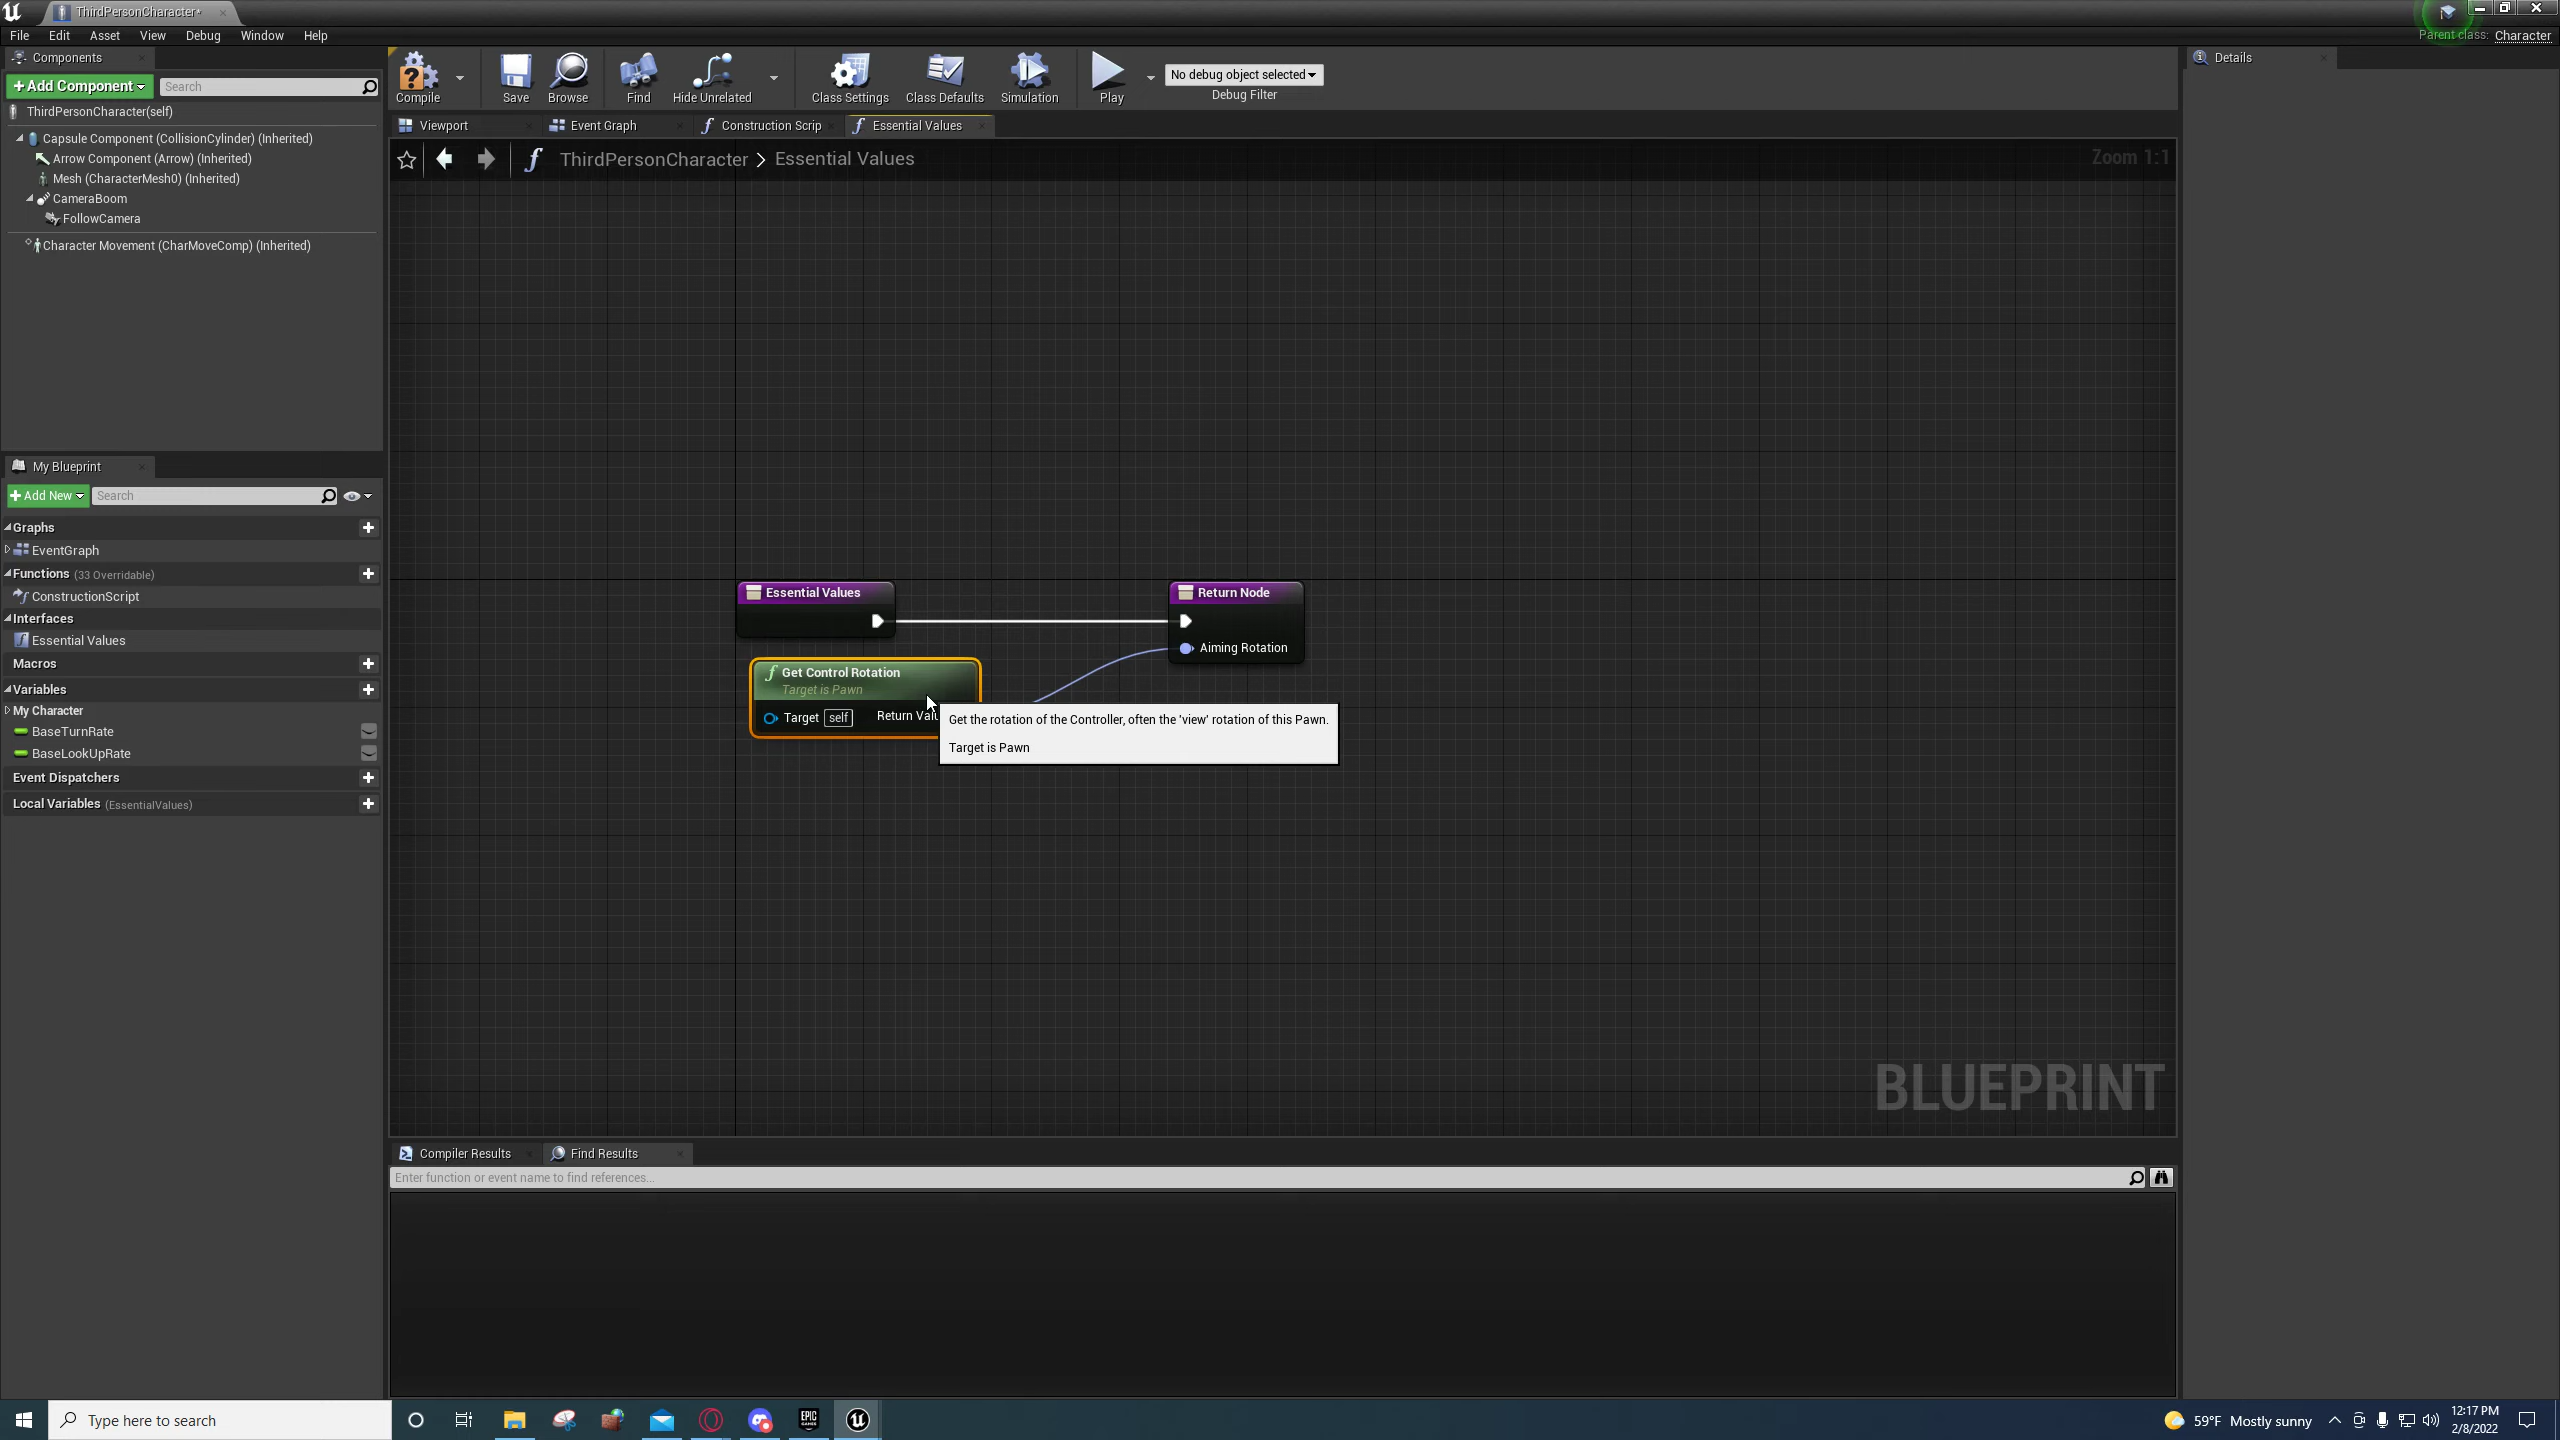 ThirdPersonCharacter*
File Edit Asset View Debug Window Help
Parent class: Character
Components
+Add Component
Search
ThirdPersonCharacter(self)
Capsule Component (CollisionCylinder) (Inherited)
Arrow Component (Arrow) (Inherited)
Mesh (CharacterMesh0) (Inherited)
CameraBoom
FollowCamera
Character Movement (CharMoveComp) (Inherited)
Compile
Save
Browse
Find
Hide Unrelated
Class Settings
Class Defaults
Simulation
Play
No debug object selected
Debug Filter
Details
Viewport
Event Graph
Construction Scrip
Essential Values
ThirdPersonCharacter > Essential Values
Zoom 1:1
My Blueprint
+Add New
Search
Graphs
EventGraph
Functions (33 Overridable)
ConstructionScript
Interfaces
Essential Values
Macros
Variables
My Character
BaseTurnRate
BaseLookUpRate
Event Dispatchers
Local Variables (EssentialValues)
Essential Values
Return Node
Aiming Rotation
Get Control Rotation
Target is Pawn
Target self
Return Valu
Get the rotation of the Controller, often the 'view' rotation of this Pawn.
Target is Pawn
BLUEPRINT
Compiler Results
Find Results
Enter function or event name to find references...
Type here to search
EPIC GAMES
59°F Mostly sunny
12:17 PM
2/8/2022